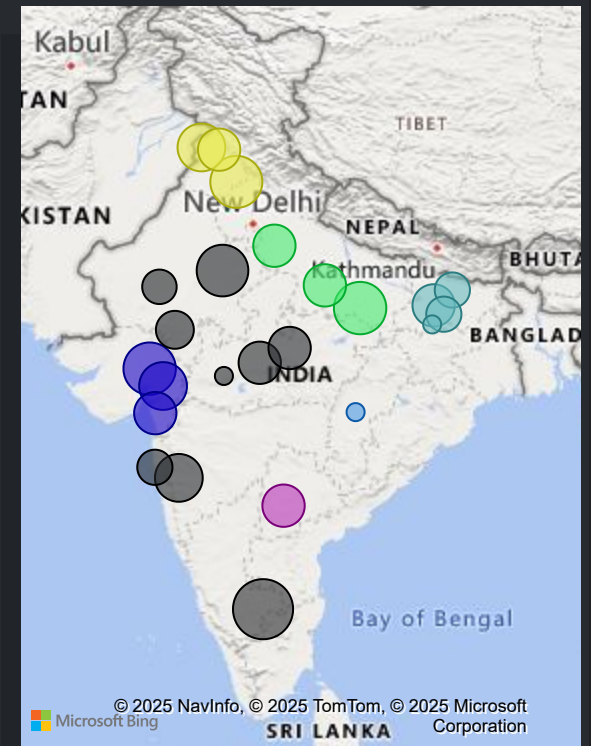 Kabul
TAN
TIBET
KISTAN
New Delhi
NEPAL
Kathmandu
BHUTA
BANGLAD
INDIA
Bay of Bengal
© 2025 NavInfo, © 2025 TomTom, © 2025 Microsoft
Corporation
Microsoft Bing
SRI LANKA